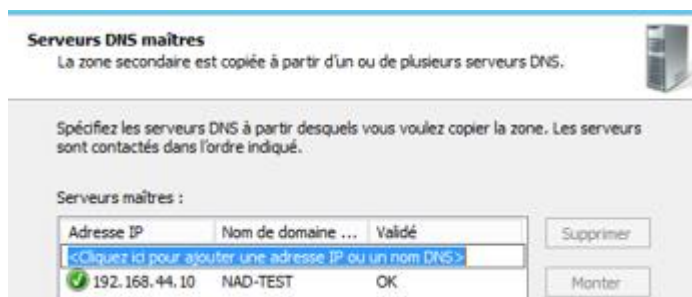 Serveurs DNS maîtres
La zone secondaire est copiée à partir d'un ou de plusieurs serveurs DNS.
Spécifiez les serveurs DNS à partir desquels vous voulez copier la zone. Les serveurs
sont contactés dans l'ordre indiqué.
Serveurs maîtres :
Adresse IP Nom de domaine ... Validé
<Cliquez ici pour ajouter une adresse IP ou un nom DNS>
192.168.44.10 NAD-TEST OK
Supprimer
Monter